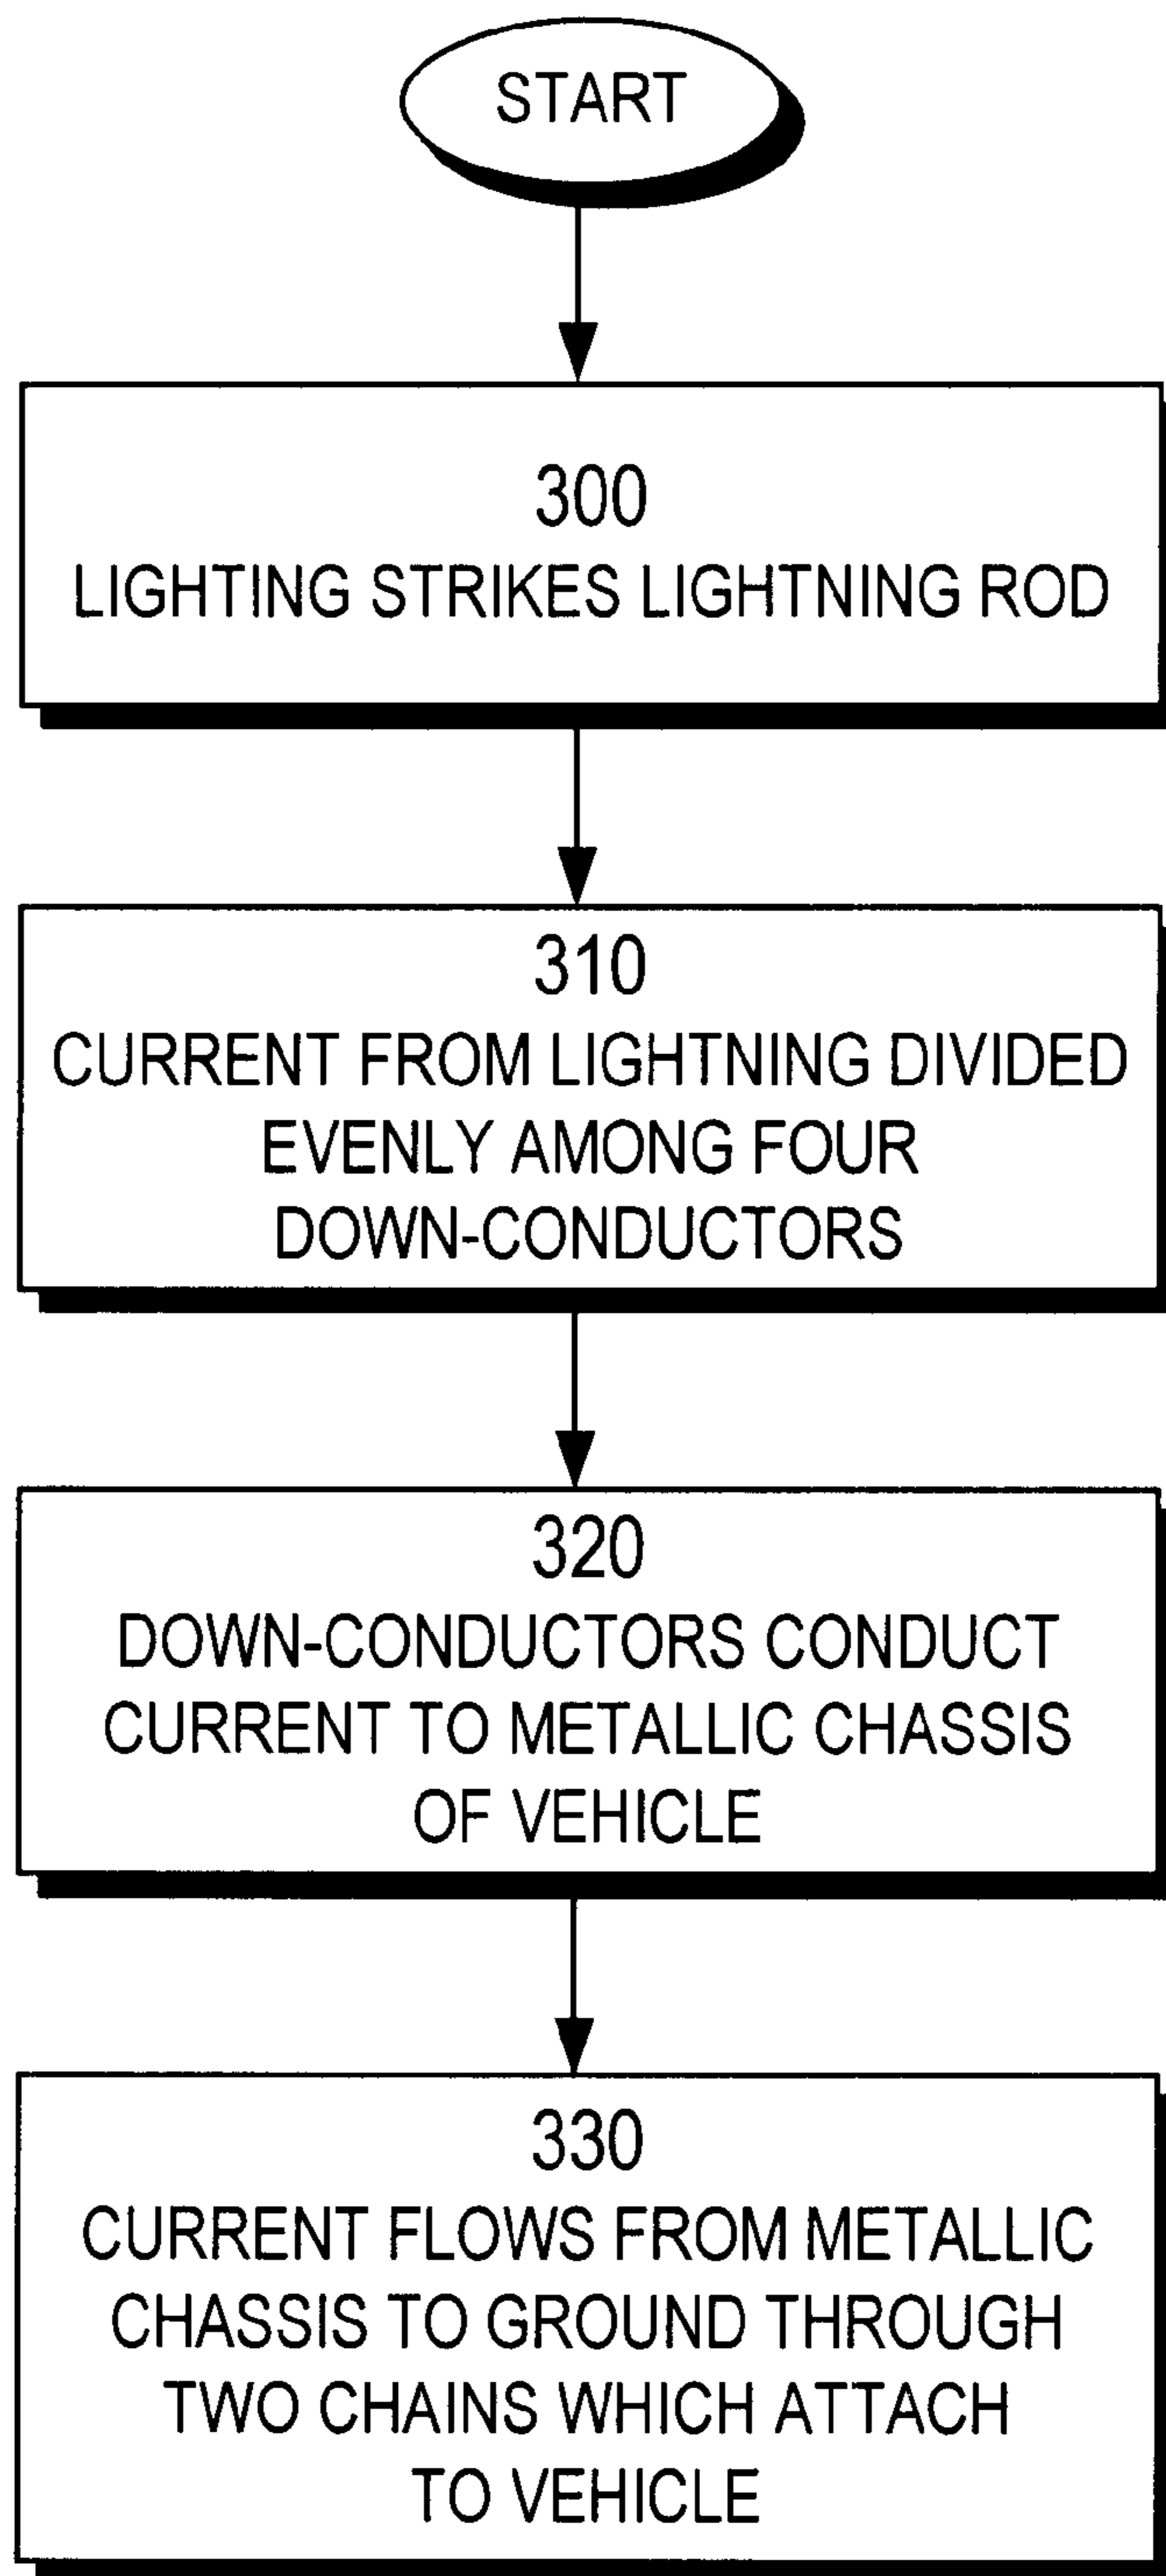 START
300
LIGHTING STRIKES LIGHTNING ROD
310
CURRENT FROM LIGHTNING DIVIDED
EVENLY AMONG FOUR
DOWN-CONDUCTORS
320
DOWN-CONDUCTORS CONDUCT
CURRENT TO METALLIC CHASSIS
OF VEHICLE
330
CURRENT FLOWS FROM METALLIC
CHASSIS TO GROUND THROUGH
TWO CHAINS WHICH ATTACH
TO VEHICLE